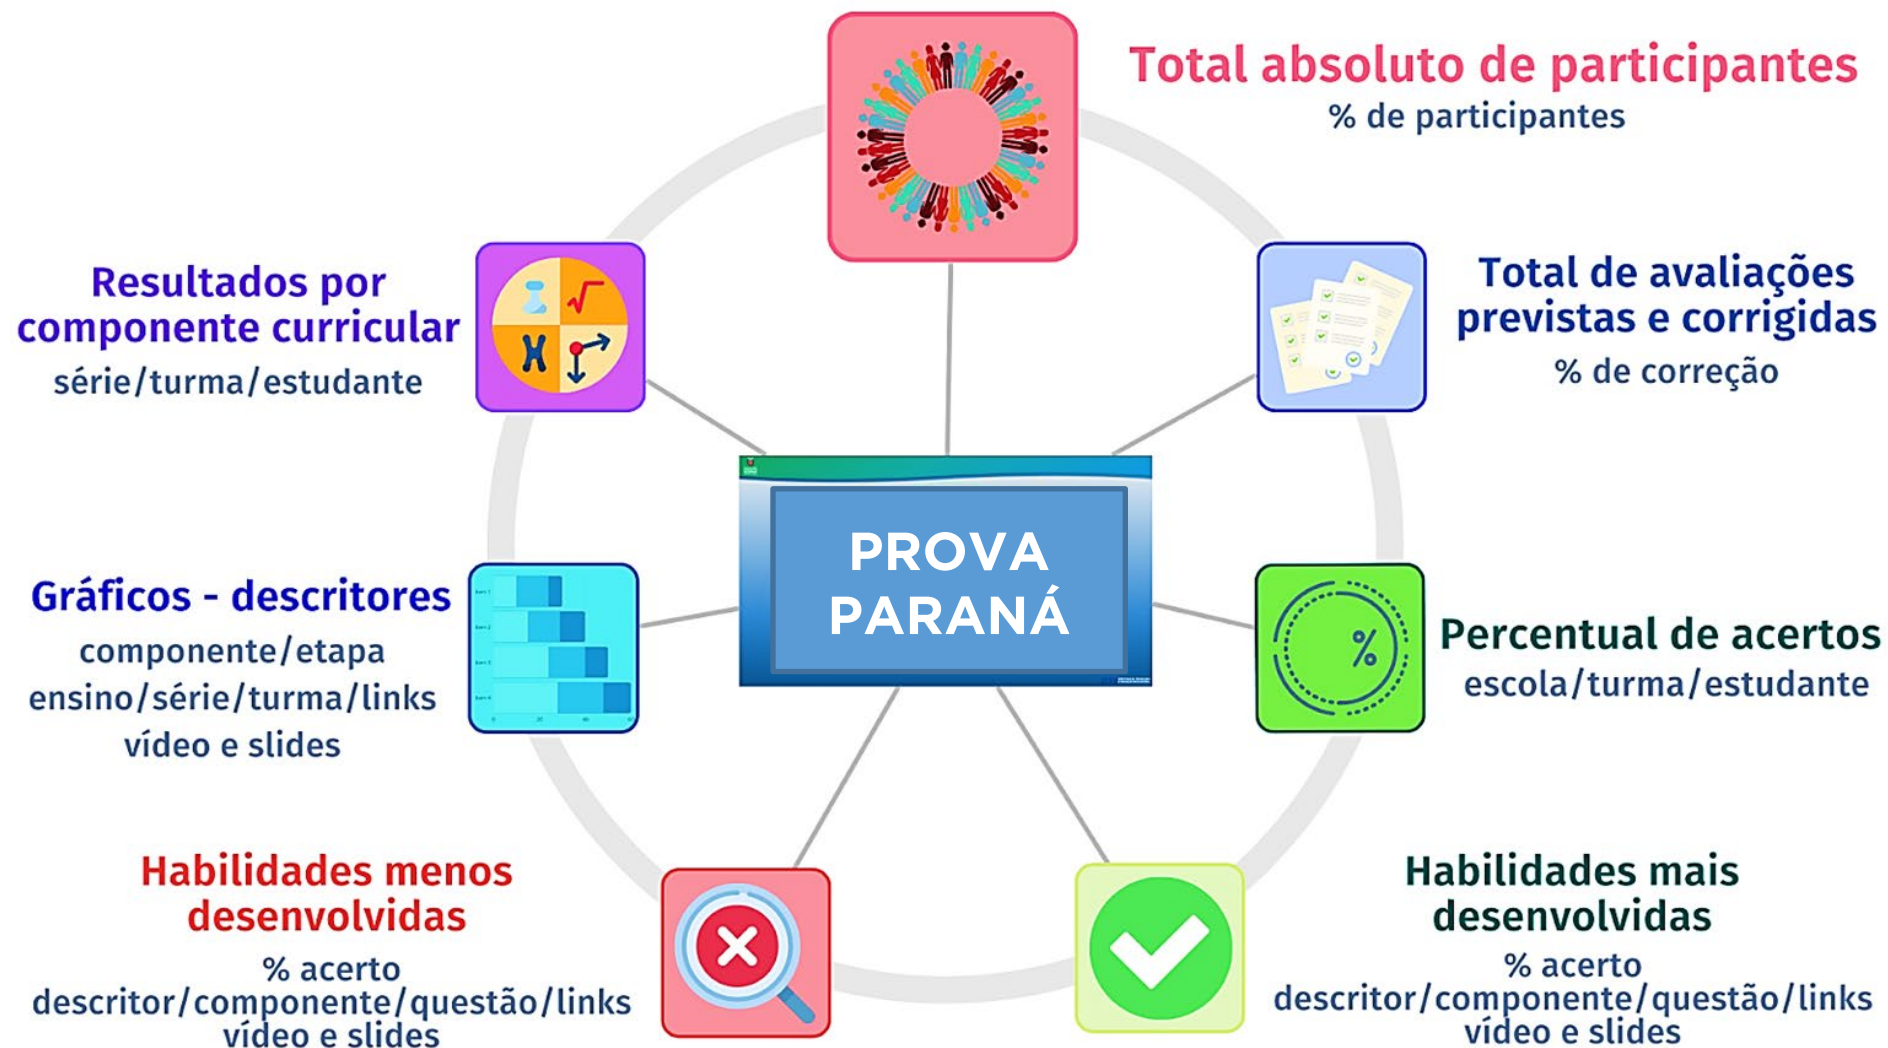 Total absoluto de participantes
% de participantes
Total de avaliações
previstas e corrigidas
% de correção
Percentual de acertos
escola/turma/estudante
Habilidades mais
desenvolvidas
% acerto
descritor/componente/questão/links
vídeo e slides
Habilidades menos
desenvolvidas
% acerto
descritor/componente/questão/links
vídeo e slides
Gráficos - descritores
componente/etapa
ensino/série/turma/links
vídeo e slides
Resultados por
componente curricular
série/turma/estudante
PROVA
PARANÁ
%